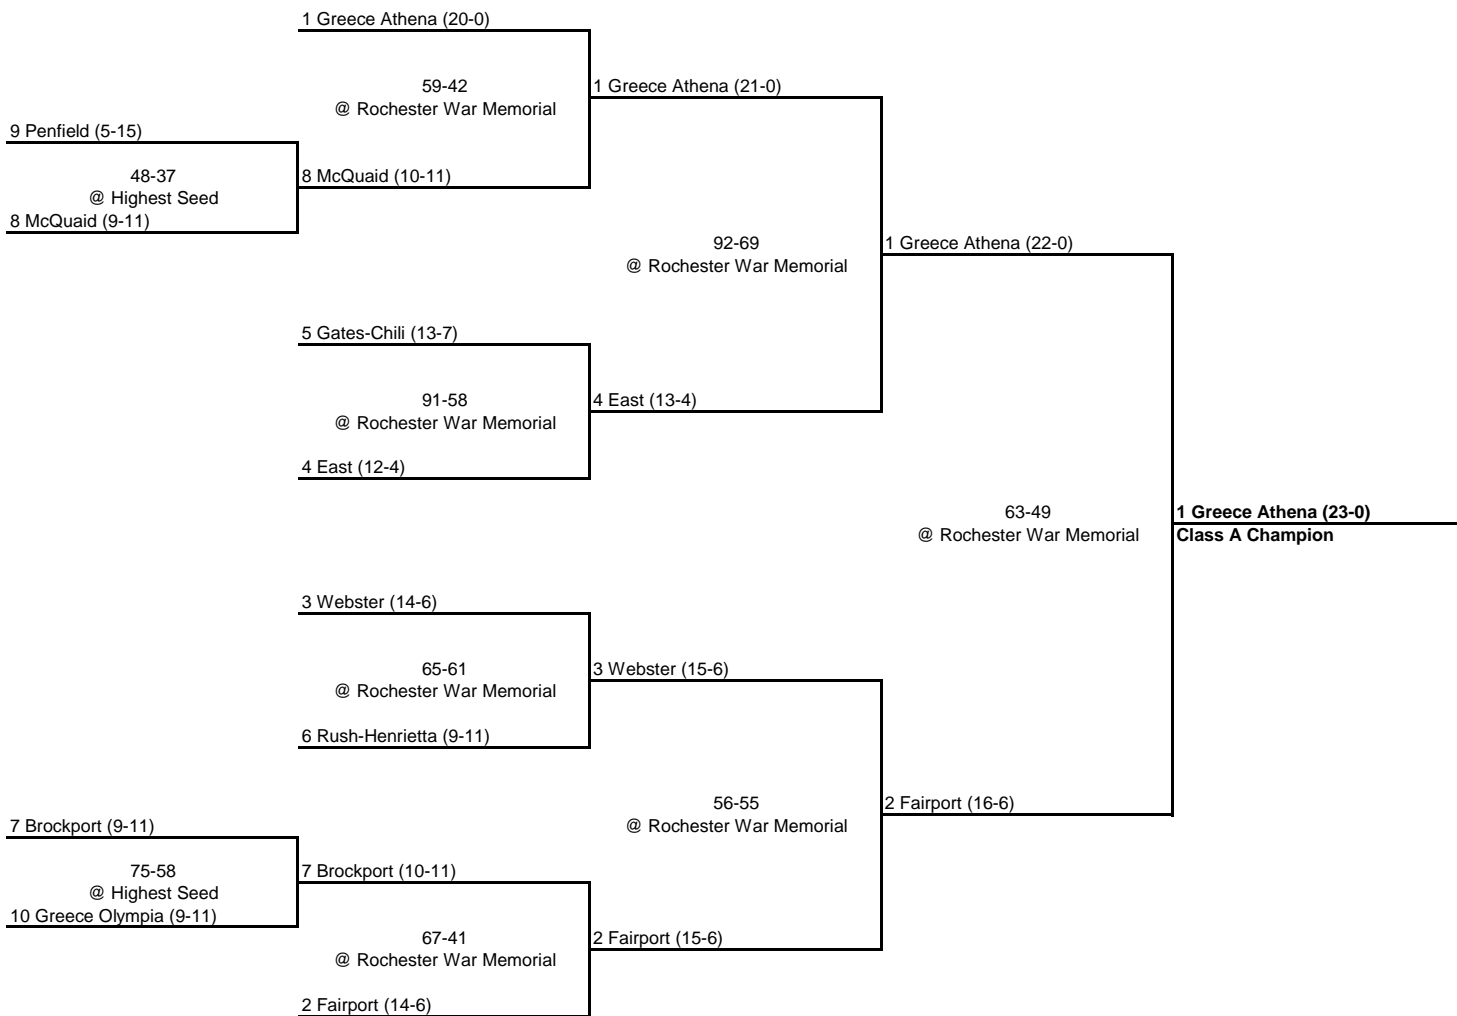 1 Greece Athena (20-0)
59-42
@ Rochester War Memorial
1 Greece Athena (21-0)
9 Penfield (5-15)
48-37
@ Highest Seed
8 McQuaid (9-11)
8 McQuaid (10-11)
92-69
@ Rochester War Memorial
1 Greece Athena (22-0)
5 Gates-Chili (13-7)
91-58
@ Rochester War Memorial
4 East (13-4)
4 East (12-4)
63-49
@ Rochester War Memorial
1 Greece Athena (23-0)
Class A Champion
3 Webster (14-6)
65-61
@ Rochester War Memorial
3 Webster (15-6)
6 Rush-Henrietta (9-11)
56-55
@ Rochester War Memorial
2 Fairport (16-6)
7 Brockport (9-11)
75-58
@ Highest Seed
10 Greece Olympia (9-11)
7 Brockport (10-11)
67-41
@ Rochester War Memorial
2 Fairport (15-6)
2 Fairport (14-6)